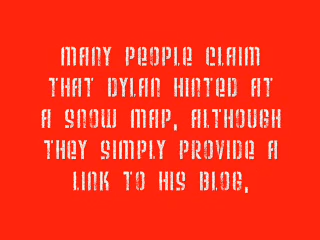 MANY PEOPLE CLAIM
THAT DYLAN HINTED AT
A SNOW MAP, ALTHOUGH
THEY SIMPLY PROVIDE A
LINK TO HIS BLOG,